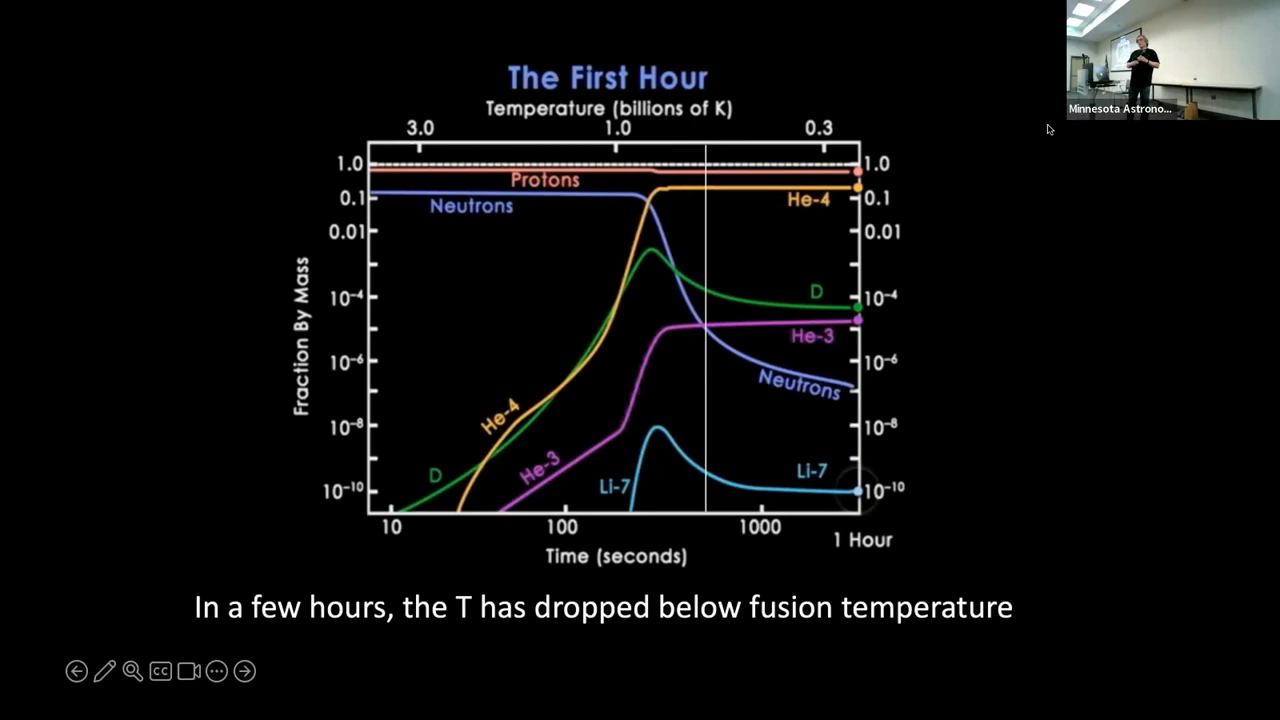 Minnesota Astrono...
The First Hour
Temperature (billions of K)
3.0 1.0 0.3
1.0 1.0
Protons
0.1 He-4 0.1
Neutrons
0.01 0.01
D
10⁻⁴ 10⁻⁴
He-3
10⁻⁶ 10⁻⁶
Neutrons
He-4
10⁻⁸ 10⁻⁸
D He-3 Li-7 Li-7
10⁻¹⁰ 10⁻¹⁰
Fraction By Mass
10 100 1000
1 Hour
Time (seconds)
In a few hours, the T has dropped below fusion temperature
CC